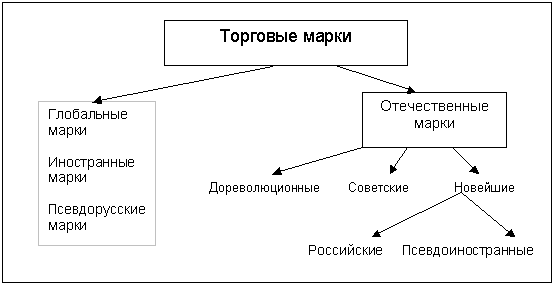 Торговые марки
Глобальные
марки
Иностранные
марки
Псевдорусские
марки
Отечественные
марки
Дореволюционные
Советские
Новейшие
Российские
Псевдоиностранные